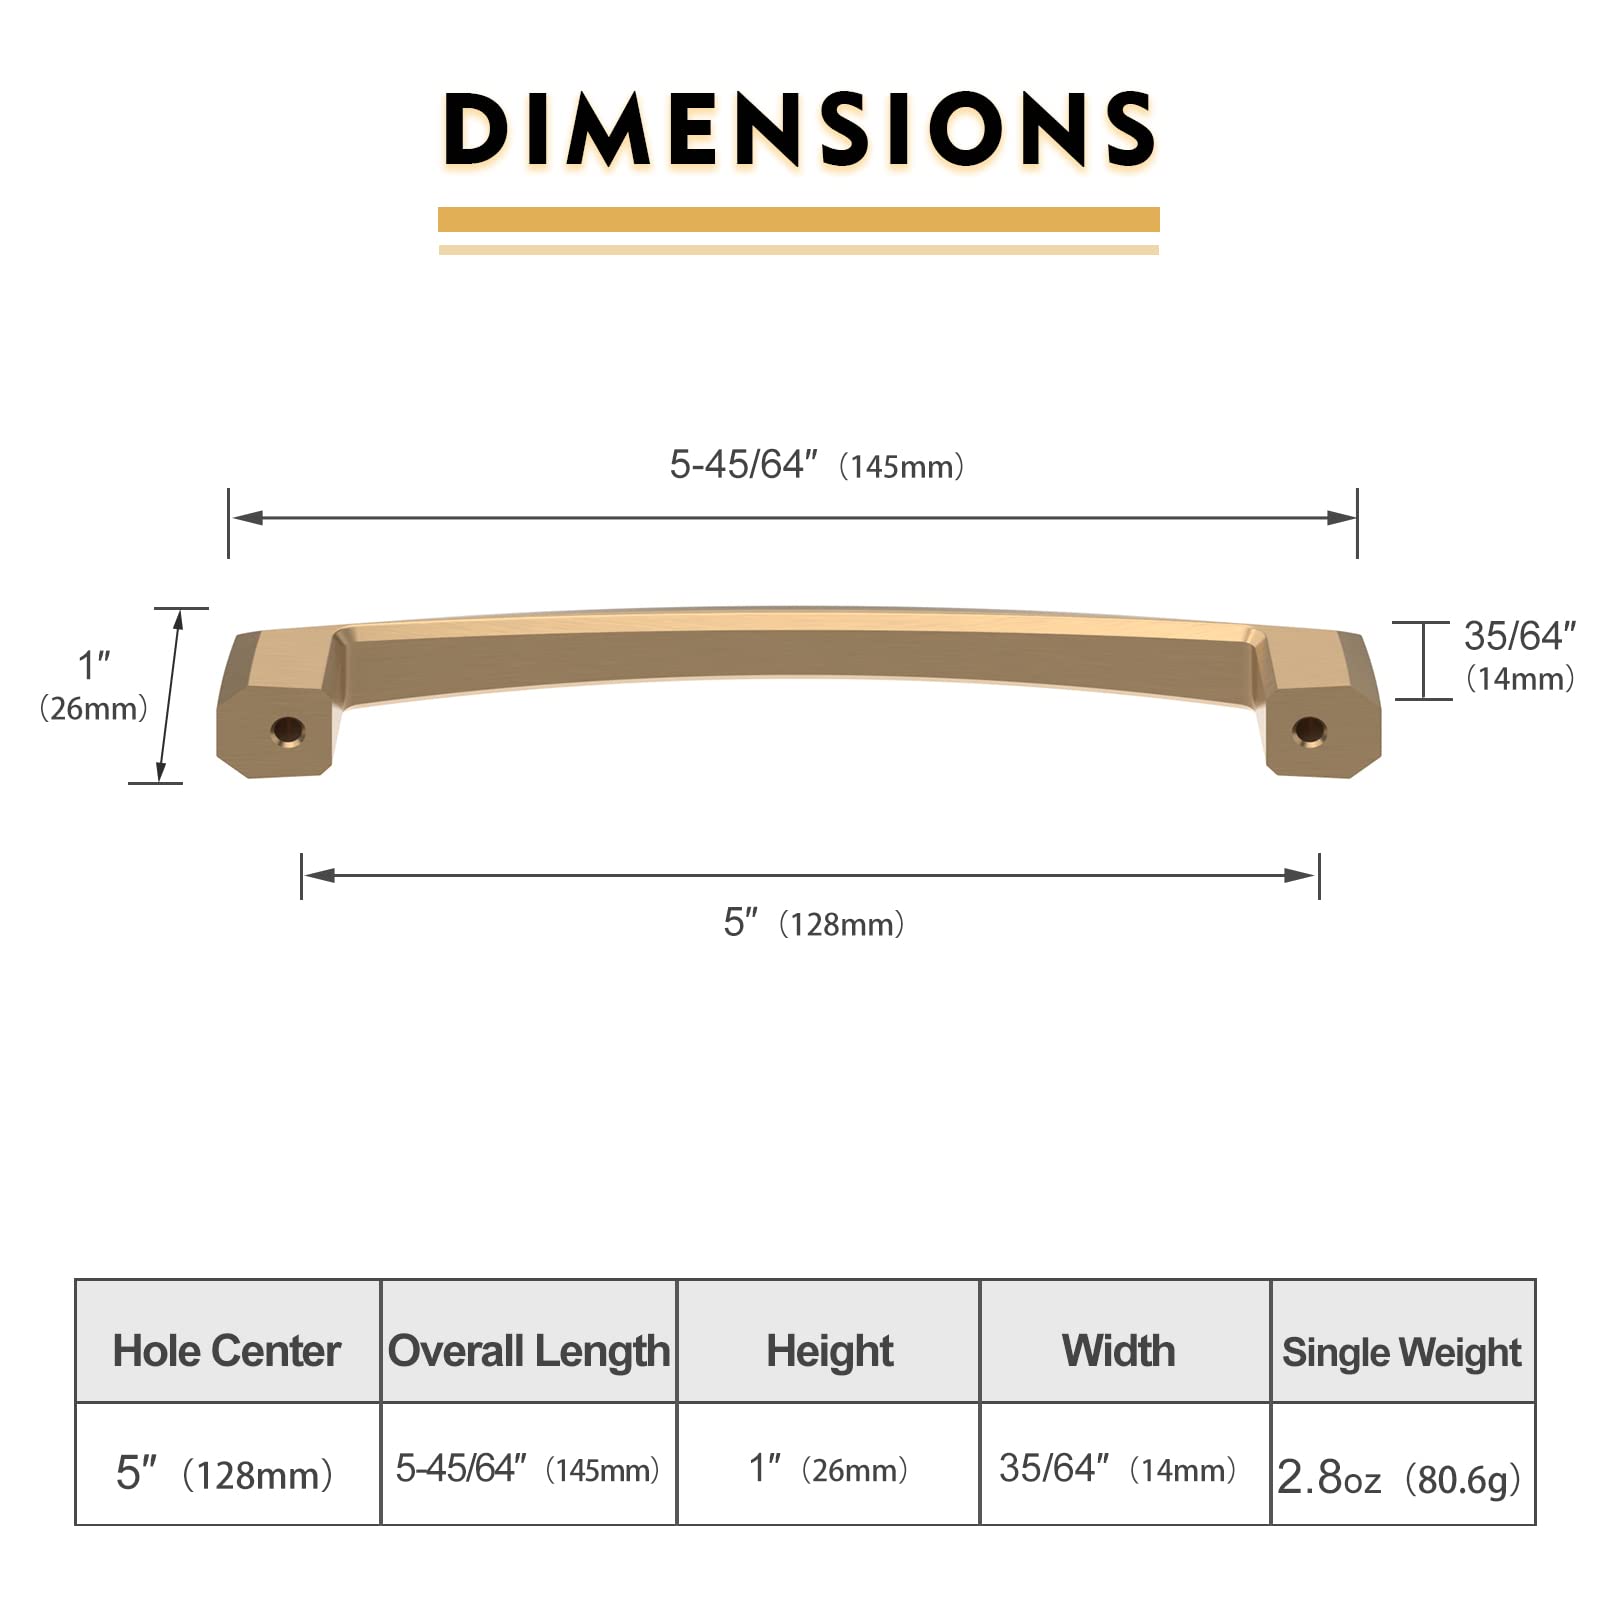 DIMENSIONS
5-45/64″（145mm）
1″
（26mm）
35/64″
（14mm）
5″（128mm）
Hole Center Overall Length Height Width Single Weight
5″（128mm） 5-45/64″（145mm） 1″（26mm） 35/64″（14mm） 2.8oz（80.6g）